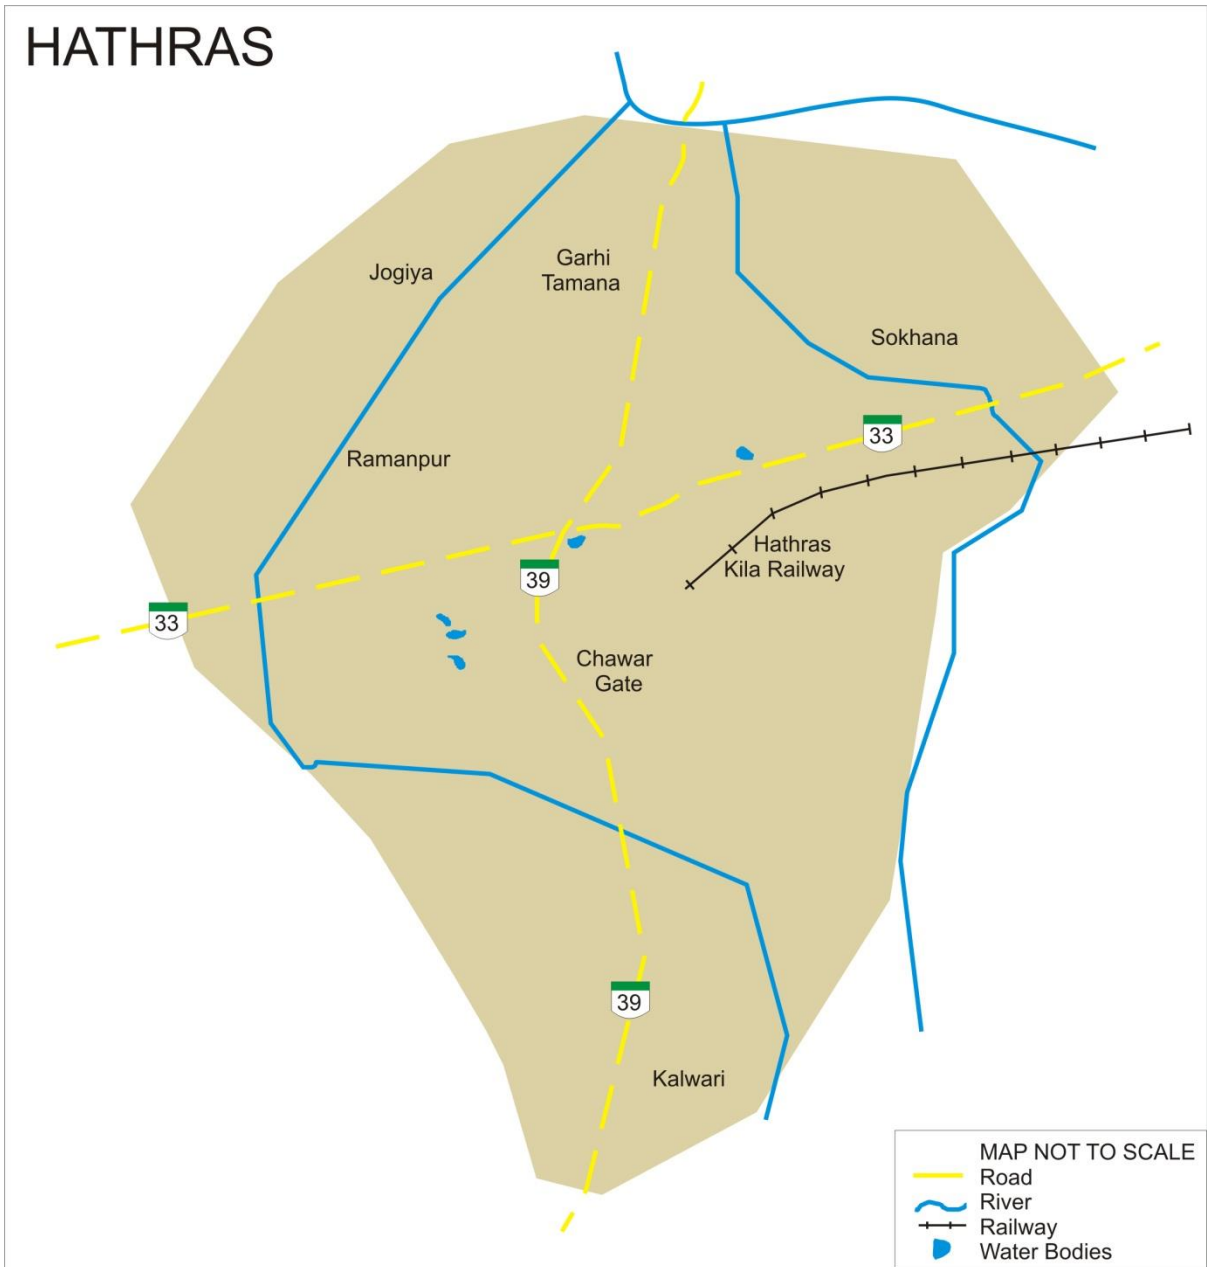 HATHRAS
Jogiya
Garhi
Tamana
Sokhana
33
Ramanpur
Hathras
Kila Railway
39
33
Chawar
Gate
39
Kalwari
MAP NOT TO SCALE
Road
River
Railway
Water Bodies